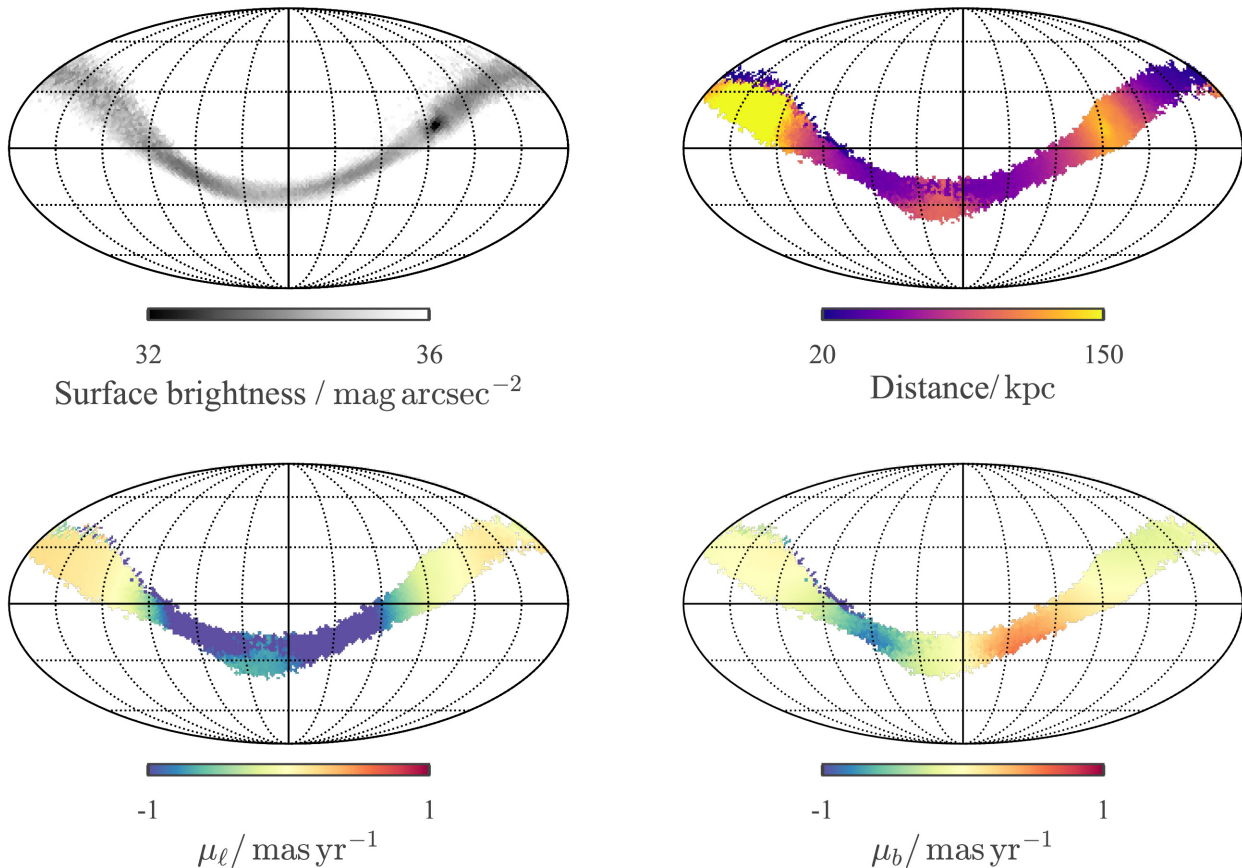 32 36
Surface brightness / mag arcsec⁻²
20 150
Distance/ kpc
-1 1
μ_ℓ/ mas yr⁻¹
-1 1
μ_b/ mas yr⁻¹